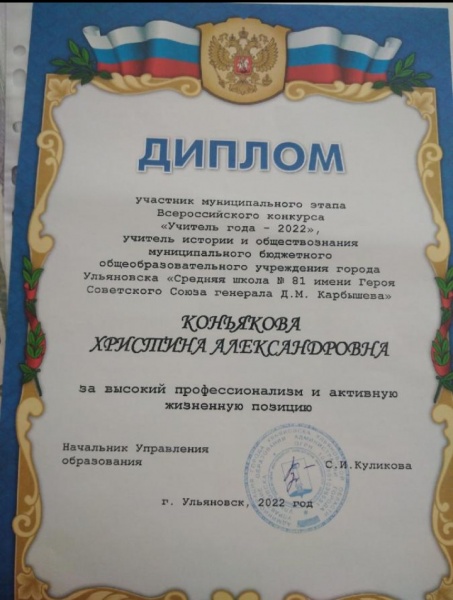 ДИПЛОМ
участник муниципального этапа
Всероссийского конкурса
«Учитель года - 2022»,
учитель истории и обществознания
муниципального бюджетного
общеобразовательного учреждения города
Ульяновска «Средняя школа № 81 имени Героя
Советского Союза генерала Д.М. Карбышева»
КОНЬЯКОВА
ХРИСТИНА АЛЕКСАНДРОВНА
за высокий профессионализм и активную
жизненную позицию
Начальник Управления
образования
С.И.Куликова
г. Ульяновск, 2022 год